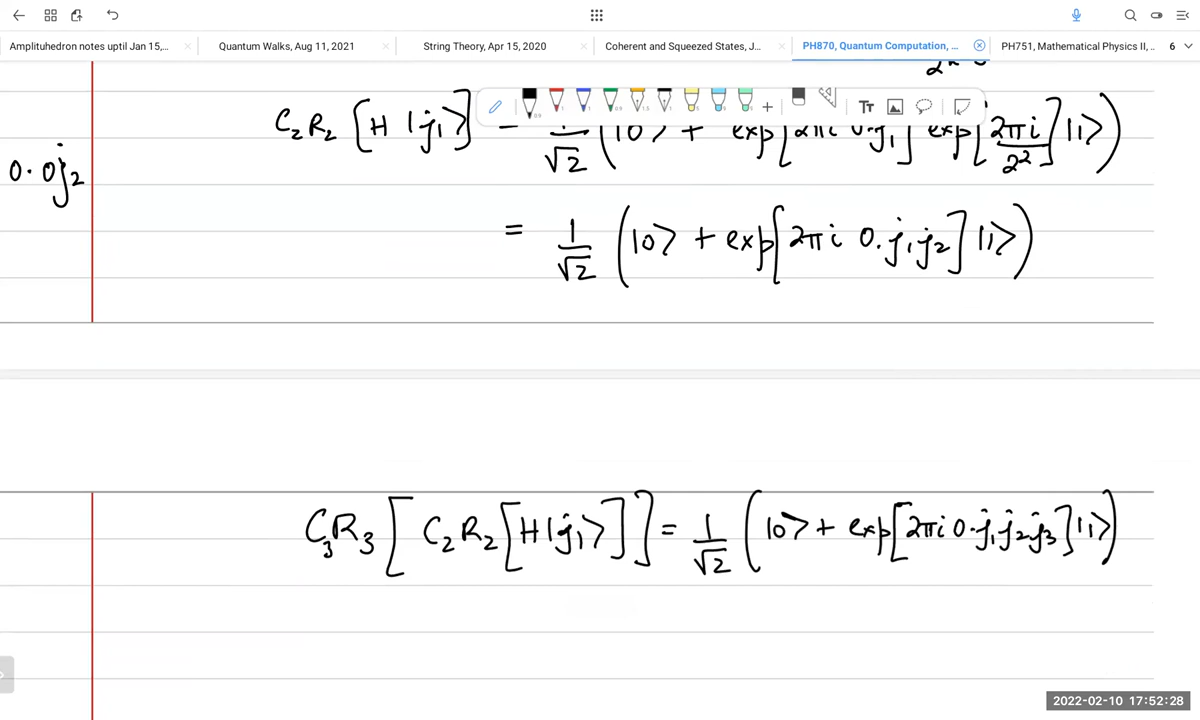 Amplituhedron notes uptil Jan 15,...
Quantum Walks, Aug 11, 2021
String Theory, Apr 15, 2020
Coherent and Squeezed States, J...
PH870, Quantum Computation, ...
PH751, Mathematical Physics II, ..
6
Tт
C₂R₂ [H |j₁⟩] = 1/√2 (|0⟩ + exp[2πi 0.j₁] exp[2πi/2²] |1⟩)
0.0j₂
= 1/√2 (|0⟩ + exp[2πi 0.j₁j₂] |1⟩)
C₃R₃ [C₂R₂ [H|j₁⟩]] = 1/√2 (|0⟩ + exp[2πi 0.j₁j₂j₃] |1⟩)
2022-02-10 17:52:28